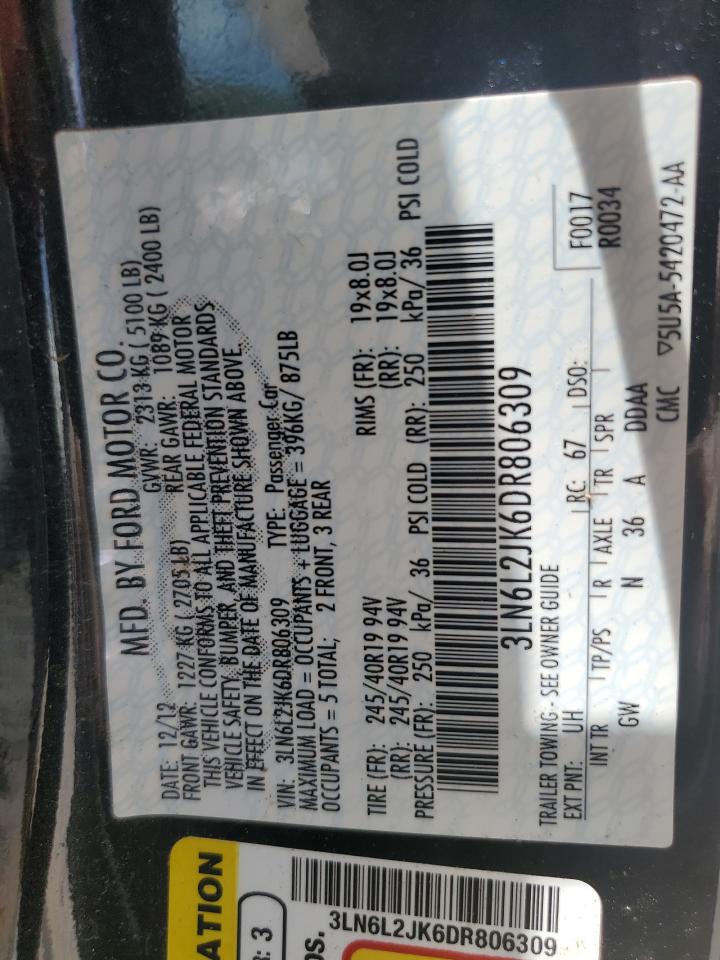 MFD. BY FORD MOTOR CO.
DATE: 12/12 GVWR: 2313 KG ( 5100 LB)
FRONT GAWR: 1227 KG ( 2705 LB) REAR GAWR: 1089 KG ( 2400 LB)
THIS VEHICLE CONFORMS TO ALL APPLICABLE FEDERAL MOTOR
VEHICLE SAFETY, BUMPER, AND THEFT PREVENTION STANDARDS
IN EFFECT ON THE DATE OF MANUFACTURE SHOWN ABOVE.
VIN: 3LN6L2JK6DR806309 TYPE: Passenger Car
MAXIMUM LOAD = OCCUPANTS + LUGGAGE = 396KG/ 875LB
OCCUPANTS = 5 TOTAL; 2 FRONT, 3 REAR
TIRE (FR): 245/40R19 94V RIMS (FR): 19x8.0J
(RR): 245/40R19 94V (RR): 19x8.0J
PRESSURE (FR): 250 kPa/ 36 PSI COLD (RR): 250 kPa/ 36 PSI COLD
3LN6L2JK6DR806309
TRAILER TOWING - SEE OWNER GUIDE
F0017
R0034
EXT PNT: UH RC: 67 DSO:
INT TR TP/PS R AXLE TR SPR
GW N 36 A DDAA
CMC ▽5U5A-5420472-AA
ATION
R: 3
os.
3LN6L2JK6DR806309